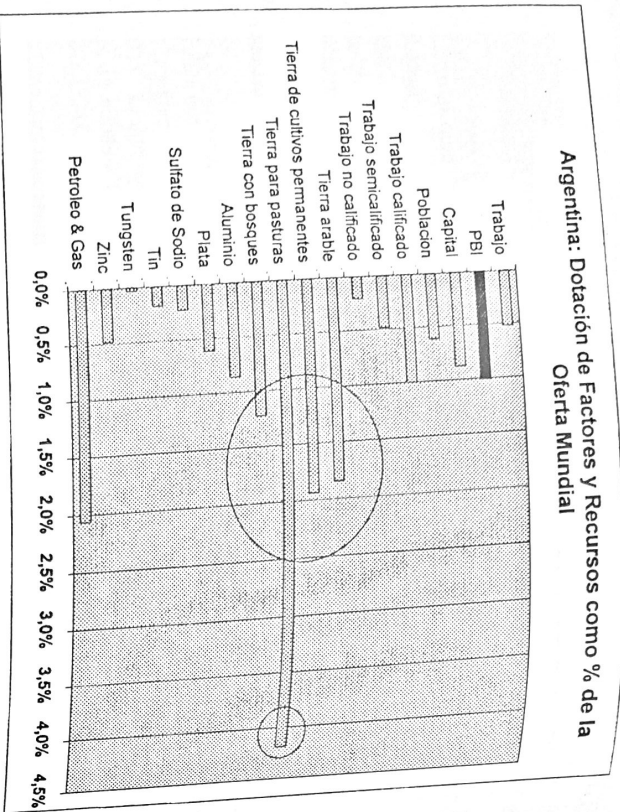 Argentina: Dotación de Factores y Recursos como % de la
Oferta Mundial
Trabajo
PBI
Capital
Poblacion
Trabajo calificado
Trabajo semicalificado
Trabajo no calificado
Tierra arable
Tierra de cultivos permanentes
Tierra para pasturas
Tierra con bosques
Aluminio
Plata
Sulfato de Sodio
Tin
Tungsten
Zinc
Petroleo & Gas
0,0%
0,5%
1,0%
1,5%
2,0%
2,5%
3,0%
3,5%
4,0%
4,5%